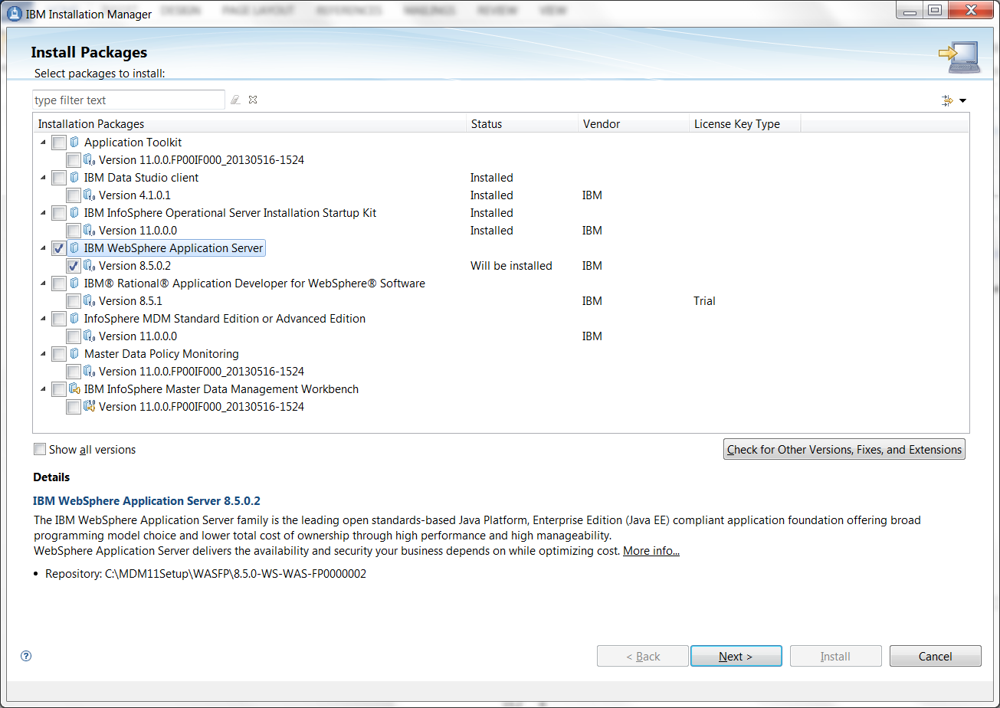 DESIGN PAGE LAYOUT REFERENCES MAILINGS REVIEW VIEW
IBM Installation Manager
Install Packages
Select packages to install:
type filter text
Installation Packages Status Vendor License Key Type
Application Toolkit
Version 11.0.0.FP00IF000_20130516-1524
IBM Data Studio client Installed
Version 4.1.0.1 Installed IBM
IBM InfoSphere Operational Server Installation Startup Kit Installed
Version 11.0.0.0 Installed IBM
IBM WebSphere Application Server
Version 8.5.0.2 Will be installed IBM
IBM® Rational® Application Developer for WebSphere® Software
Version 8.5.1 IBM Trial
InfoSphere MDM Standard Edition or Advanced Edition
Version 11.0.0.0 IBM
Master Data Policy Monitoring
Version 11.0.0.FP00IF000_20130516-1524
IBM InfoSphere Master Data Management Workbench
Version 11.0.0.FP00IF000_20130516-1524
Show all versions Check for Other Versions, Fixes, and Extensions
Details
IBM WebSphere Application Server 8.5.0.2
The IBM WebSphere Application Server family is the leading open standards-based Java Platform, Enterprise Edition (Java EE) compliant application foundation offering broad
programming model choice and lower total cost of ownership through high performance and high manageability.
WebSphere Application Server delivers the availability and security your business depends on while optimizing cost. More info...
• Repository: C:\MDM11Setup\WASFP\8.5.0-WS-WAS-FP0000002
< Back Next > Install Cancel